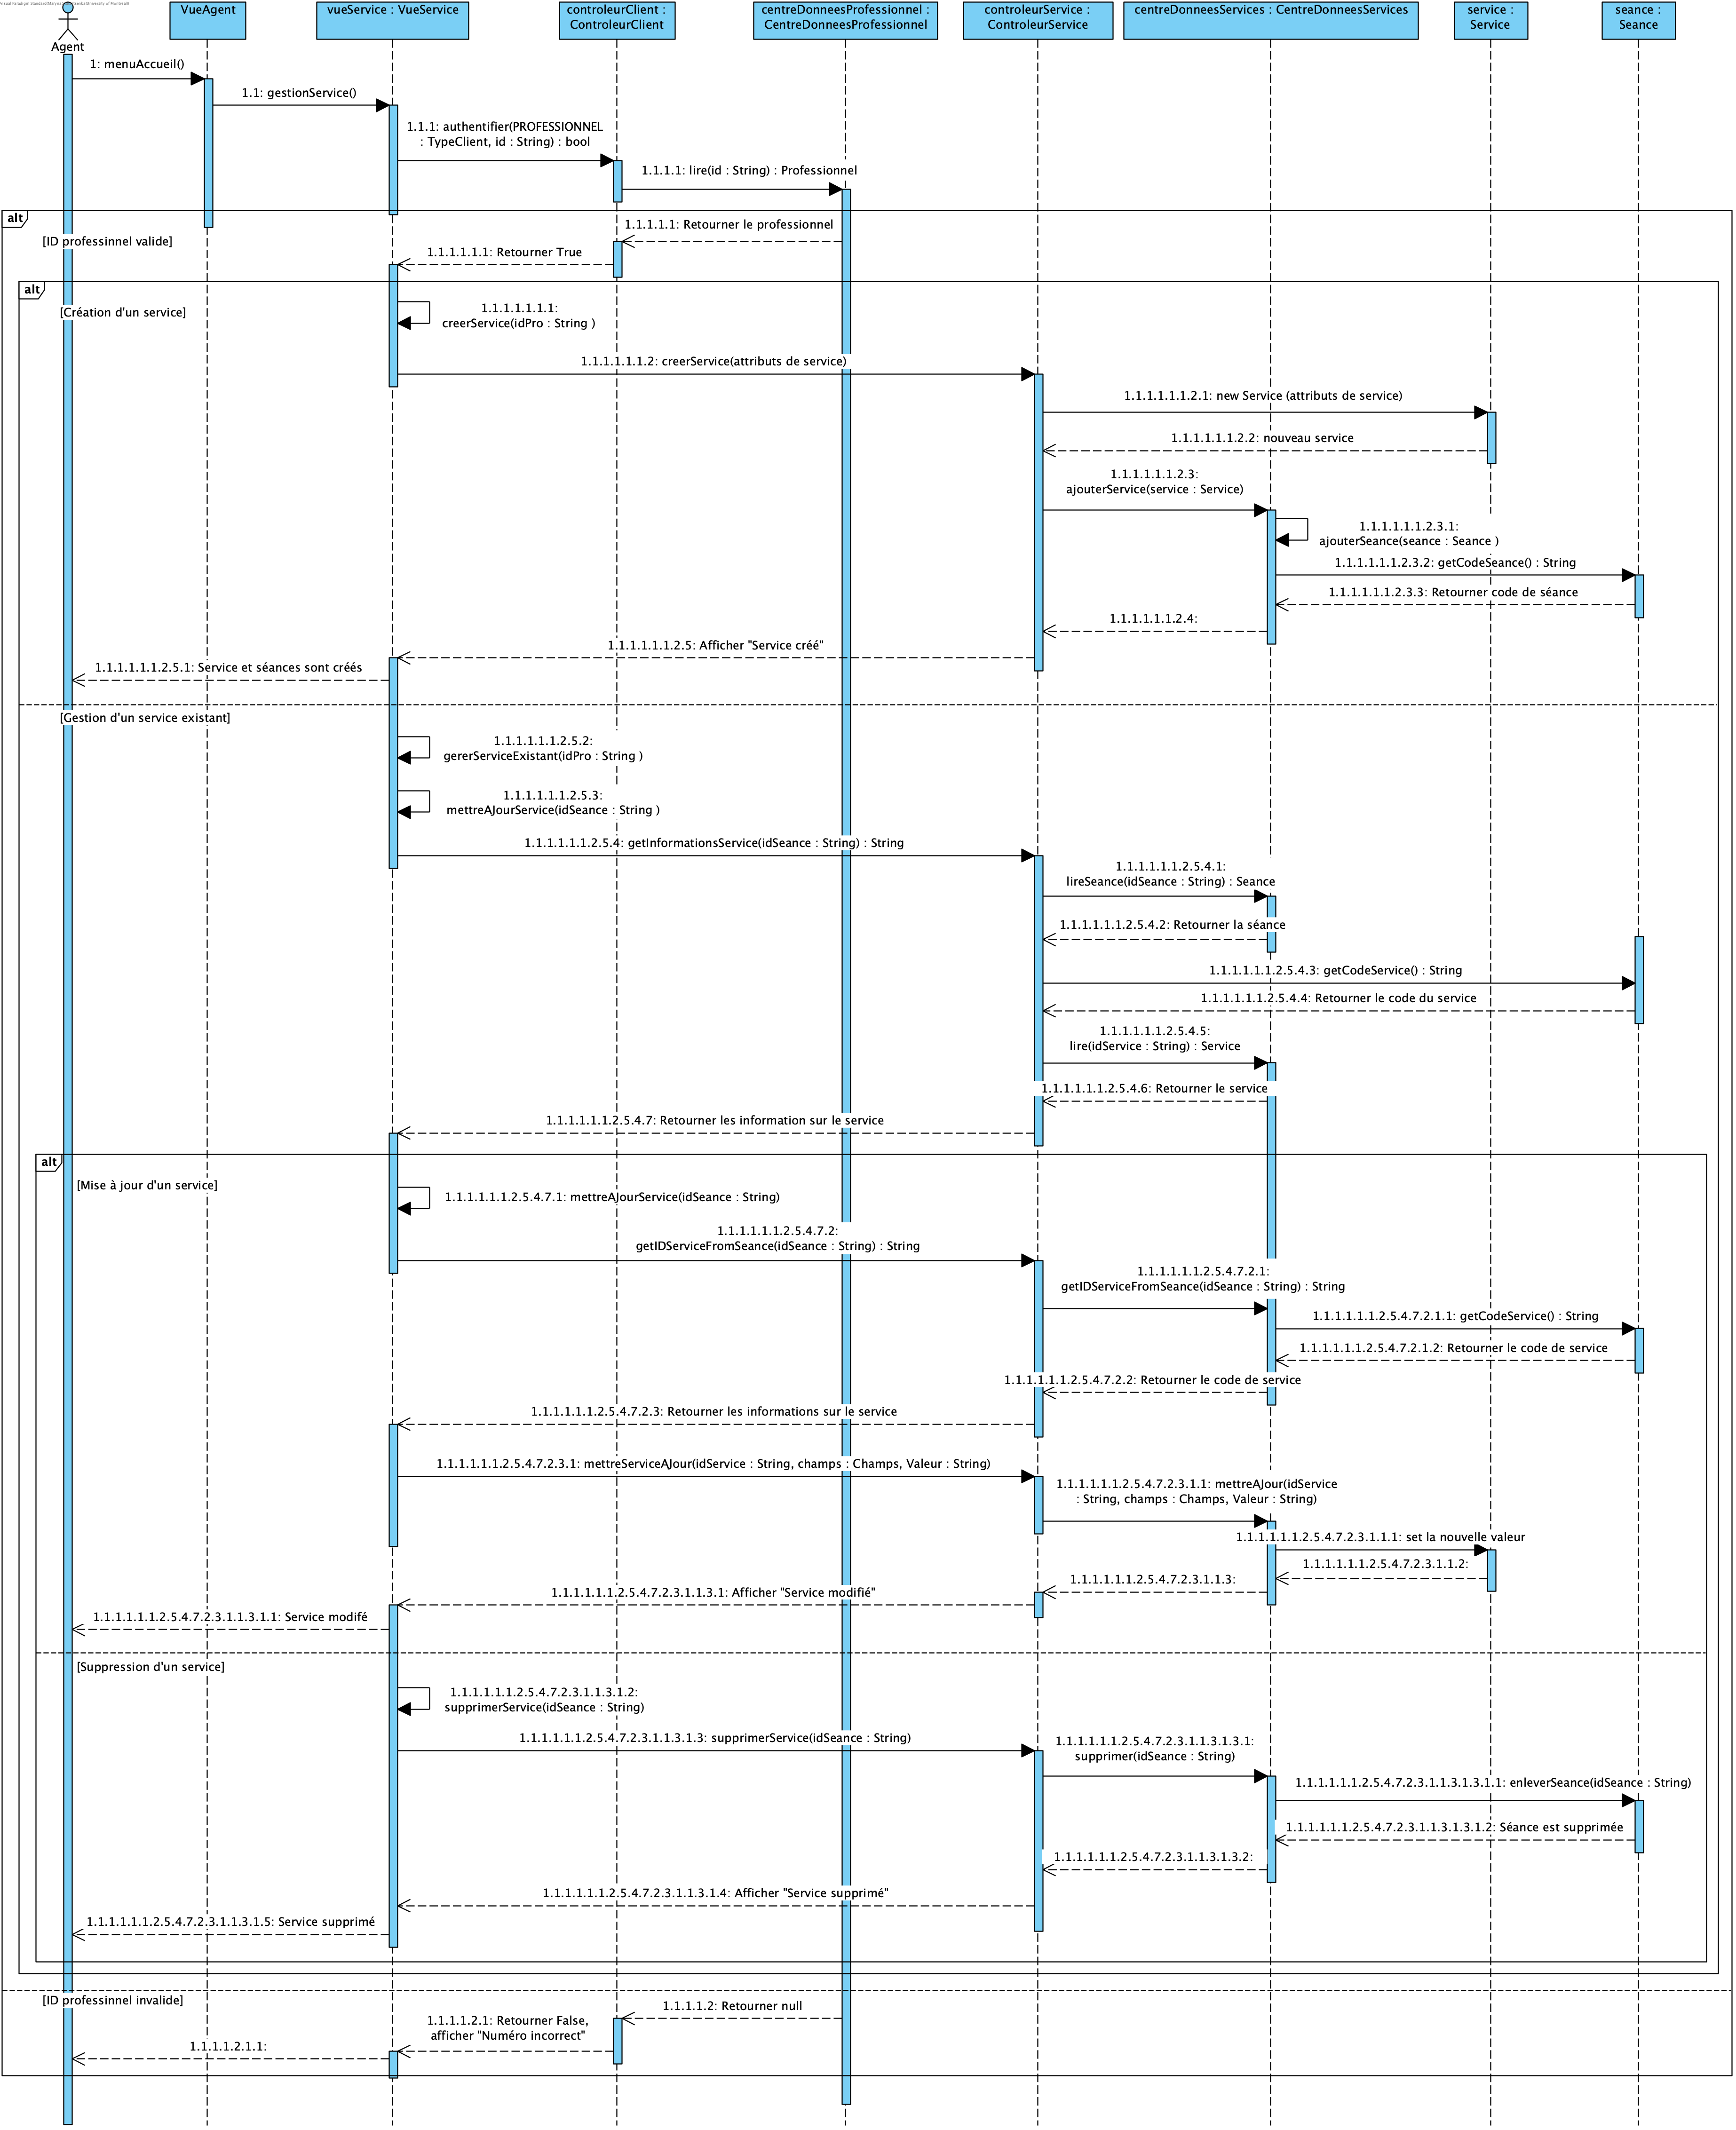 Agent
VueAgent
vueService : VueService
controleurClient :
ControleurClient
centreDonneesProfessionnel :
CentreDonneesProfessionnel
controleurService :
ControleurService
centreDonneesServices : CentreDonneesServices
service :
Service
seance :
Seance
1: menuAccueil()
1.1: gestionService()
1.1.1: authentifier(PROFESSIONNEL
: TypeClient, id : String) : bool
1.1.1.1: lire(id : String) : Professionnel
alt
[ID professinnel valide]
1.1.1.1.1: Retourner le professionnel
1.1.1.1.1.1: Retourner True
alt
[Création d'un service]
1.1.1.1.1.1.1:
creerService(idPro : String )
1.1.1.1.1.1.2: creerService(attributs de service)
1.1.1.1.1.1.2.1: new Service (attributs de service)
1.1.1.1.1.1.2.2: nouveau service
1.1.1.1.1.1.2.3:
ajouterService(service : Service)
1.1.1.1.1.1.2.3.1:
ajouterSeance(seance : Seance )
1.1.1.1.1.1.2.3.2: getCodeSeance() : String
1.1.1.1.1.1.2.3.3: Retourner code de séance
1.1.1.1.1.1.2.4:
1.1.1.1.1.1.2.5: Afficher "Service créé"
1.1.1.1.1.1.2.5.1: Service et séances sont créés
[Gestion d'un service existant]
1.1.1.1.1.1.2.5.2:
gererServiceExistant(idPro : String )
1.1.1.1.1.1.2.5.3:
mettreAJourService(idSeance : String )
1.1.1.1.1.1.2.5.4: getInformationsService(idSeance : String) : String
1.1.1.1.1.1.2.5.4.1:
lireSeance(idSeance : String) : Seance
1.1.1.1.1.1.2.5.4.2: Retourner la séance
1.1.1.1.1.1.2.5.4.3: getCodeService() : String
1.1.1.1.1.1.2.5.4.4: Retourner le code du service
1.1.1.1.1.1.2.5.4.5:
lire(idService : String) : Service
1.1.1.1.1.1.2.5.4.6: Retourner le service
1.1.1.1.1.1.2.5.4.7: Retourner les information sur le service
alt
[Mise à jour d'un service]
1.1.1.1.1.1.2.5.4.7.1: mettreAJourService(idSeance : String)
1.1.1.1.1.1.2.5.4.7.2:
getIDServiceFromSeance(idSeance : String) : String
1.1.1.1.1.1.2.5.4.7.2.1:
getIDServiceFromSeance(idSeance : String) : String
1.1.1.1.1.1.2.5.4.7.2.1.1: getCodeService() : String
1.1.1.1.1.1.2.5.4.7.2.1.2: Retourner le code de service
1.1.1.1.1.1.2.5.4.7.2.2: Retourner le code de service
1.1.1.1.1.1.2.5.4.7.2.3: Retourner les informations sur le service
1.1.1.1.1.1.2.5.4.7.2.3.1: mettreServiceAJour(idService : String, champs : Champs, Valeur : String)
1.1.1.1.1.1.2.5.4.7.2.3.1.1: mettreAJour(idService
: String, champs : Champs, Valeur : String)
1.1.1.1.1.1.2.5.4.7.2.3.1.1.1: set la nouvelle valeur
1.1.1.1.1.1.2.5.4.7.2.3.1.1.2:
1.1.1.1.1.1.2.5.4.7.2.3.1.1.3:
1.1.1.1.1.1.2.5.4.7.2.3.1.1.3.1: Afficher "Service modifié"
1.1.1.1.1.1.2.5.4.7.2.3.1.1.3.1.1: Service modifé
[Suppression d'un service]
1.1.1.1.1.1.2.5.4.7.2.3.1.1.3.1.2:
supprimerService(idSeance : String)
1.1.1.1.1.1.2.5.4.7.2.3.1.1.3.1.3: supprimerService(idSeance : String)
1.1.1.1.1.1.2.5.4.7.2.3.1.1.3.1.3.1:
supprimer(idSeance : String)
1.1.1.1.1.1.2.5.4.7.2.3.1.1.3.1.3.1.1: enleverSeance(idSeance : String)
1.1.1.1.1.1.2.5.4.7.2.3.1.1.3.1.3.1.2: Séance est supprimée
1.1.1.1.1.1.2.5.4.7.2.3.1.1.3.1.3.2:
1.1.1.1.1.1.2.5.4.7.2.3.1.1.3.1.4: Afficher "Service supprimé"
1.1.1.1.1.1.2.5.4.7.2.3.1.1.3.1.5: Service supprimé
[ID professinnel invalide]
1.1.1.1.2: Retourner null
1.1.1.1.2.1: Retourner False,
afficher "Numéro incorrect"
1.1.1.1.2.1.1: